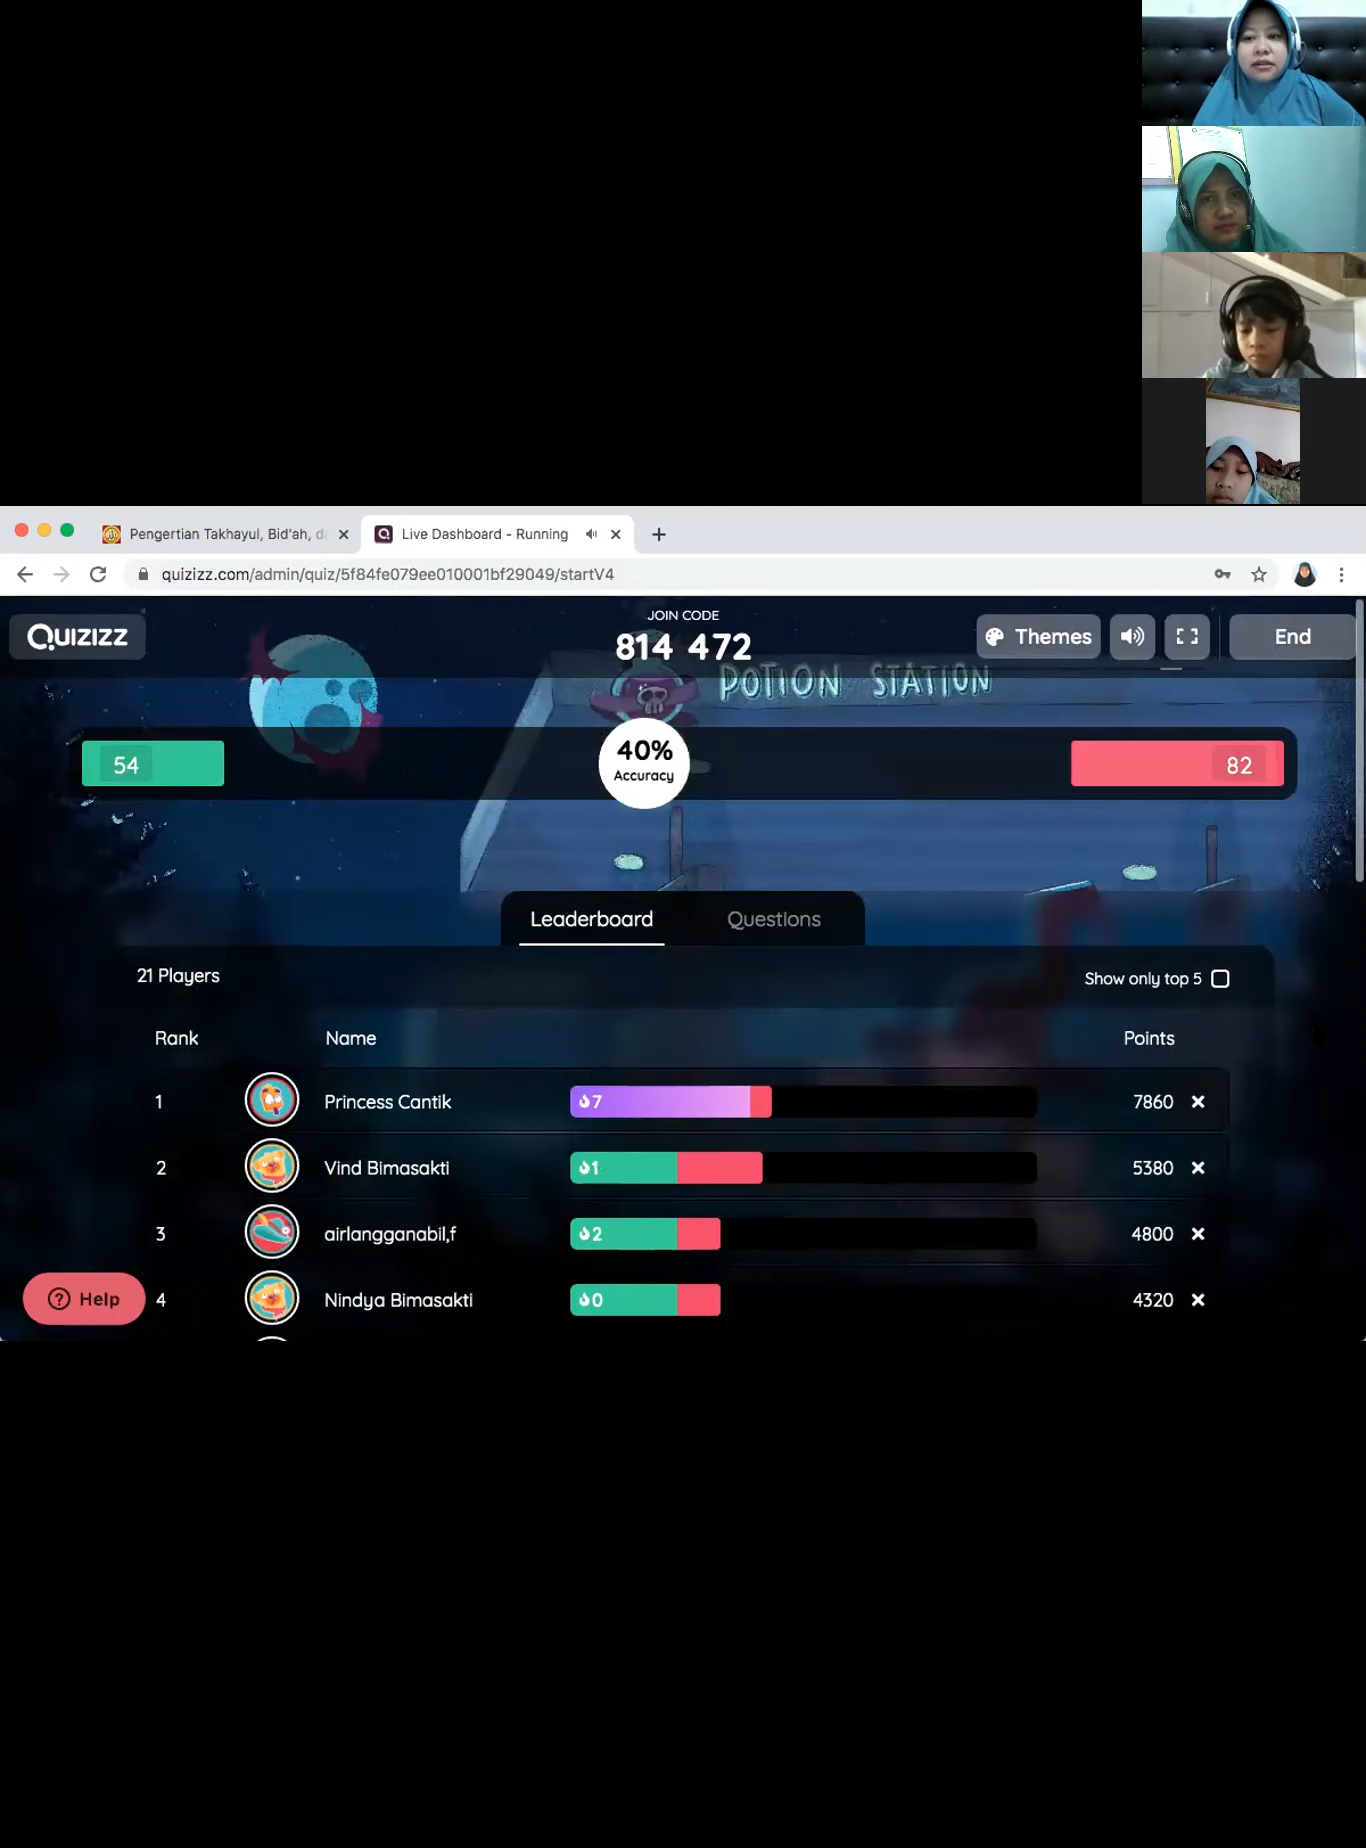 Pengertian Takhayul, Bid'ah, d
Live Dashboard - Running
quizizz.com/admin/quiz/5f84fe079ee010001bf29049/startV4
Quizizz
JOIN CODE
814 472
Themes
End
POTION STATION
54
40%
Accuracy
82
Leaderboard
Questions
21 Players
Show only top 5
Rank
Name
Points
1
Princess Cantik
7
7860
2
Vind Bimasakti
1
5380
3
airlangganabil,f
2
4800
Help
4
Nindya Bimasakti
0
4320